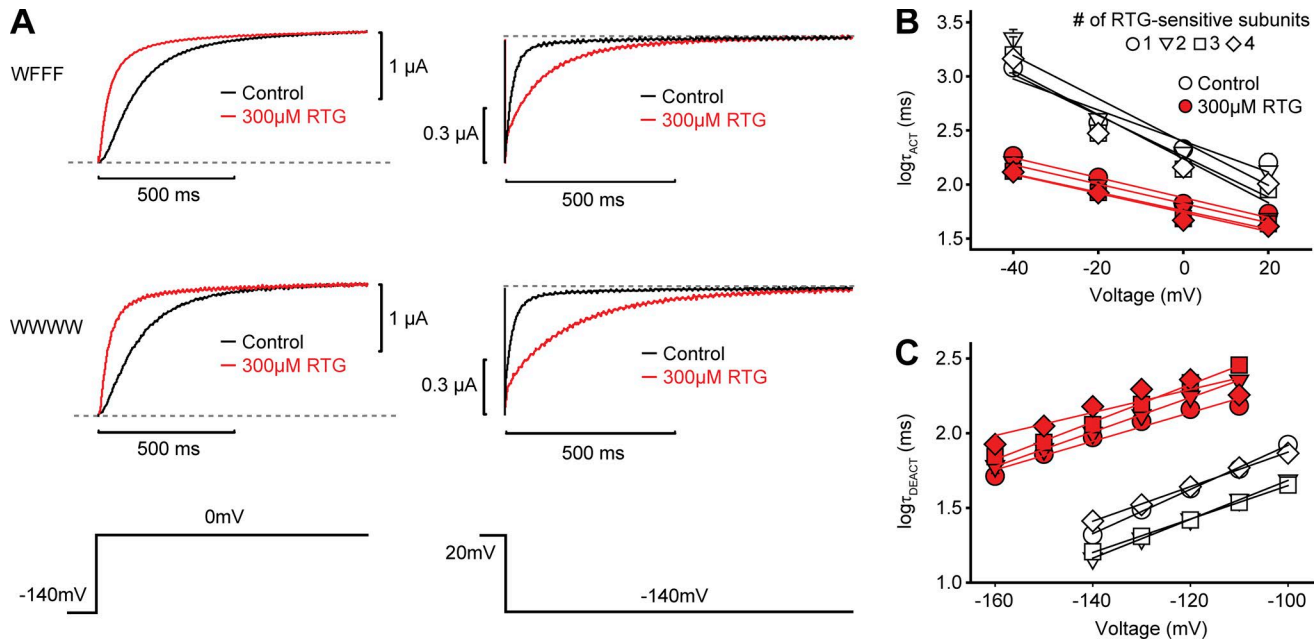 A
WFFF
Control
300µM RTG
1 µA
500 ms
0.3 µA
Control
300µM RTG
500 ms
WWWW
Control
300µM RTG
1 µA
500 ms
0.3 µA
Control
300µM RTG
500 ms
0mV
-140mV
20mV
-140mV
B
# of RTG-sensitive subunits
1 2 3 4
Control
300µM RTG
logτACT (ms)
3.5
3.0
2.5
2.0
1.5
-40 -20 0 20
Voltage (mV)
C
logτDEACT (ms)
2.5
2.0
1.5
1.0
-160 -140 -120 -100
Voltage (mV)